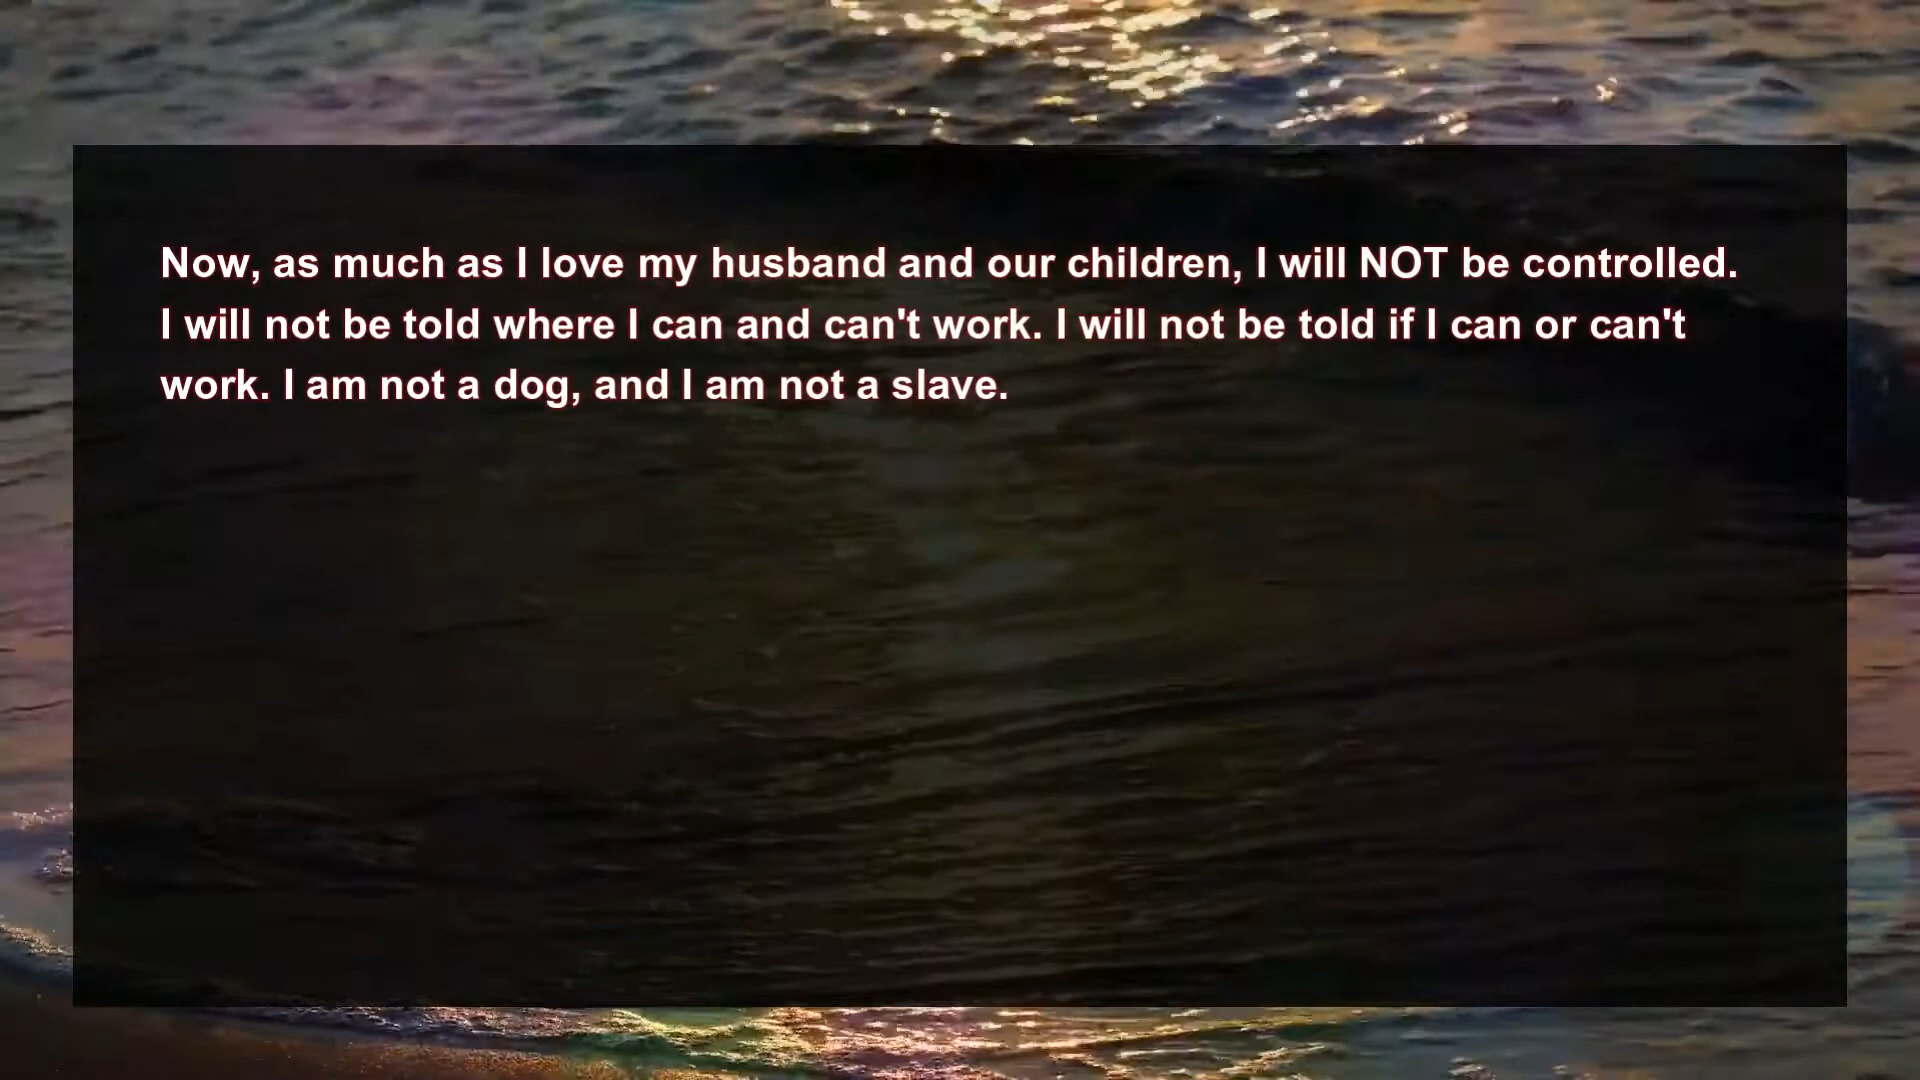 Now, as much as I love my husband and our children, I will NOT be controlled.
I will not be told where I can and can't work. I will not be told if I can or can't
work. I am not a dog, and I am not a slave.